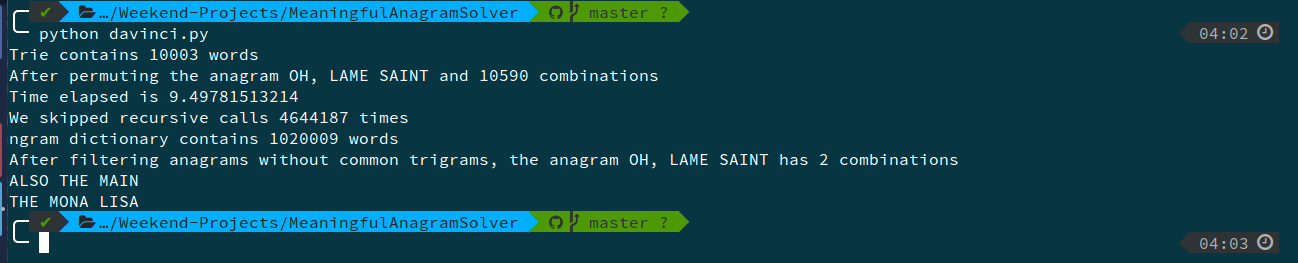 ✔ …/Weekend-Projects/MeaningfulAnagramSolver master ?
python davinci.py 04:02
Trie contains 10003 words
After permuting the anagram OH, LAME SAINT and 10590 combinations
Time elapsed is 9.49781513214
We skipped recursive calls 4644187 times
ngram dictionary contains 1020009 words
After filtering anagrams without common trigrams, the anagram OH, LAME SAINT has 2 combinations
ALSO THE MAIN
THE MONA LISA
✔ …/Weekend-Projects/MeaningfulAnagramSolver master ?
04:03